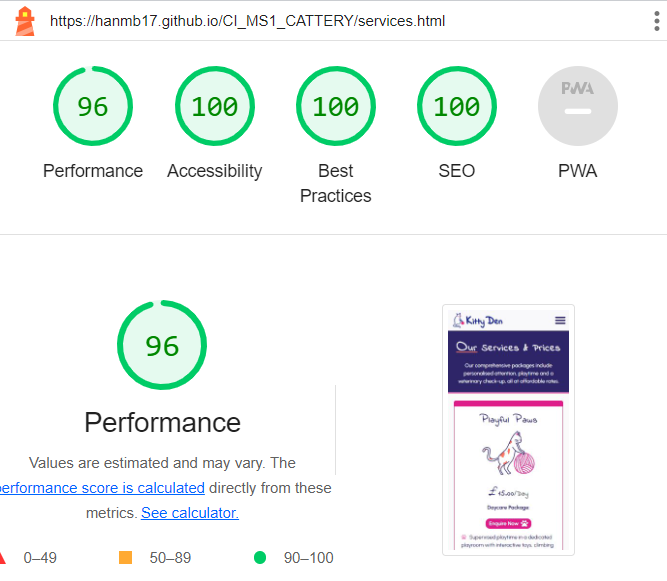 https://hanmb17.github.io/CI_MS1_CATTERY/services.html
96
100
100
100
PWA
Performance
Accessibility
Best
Practices
SEO
PWA
96
Performance
Values are estimated and may vary. The
performance score is calculated directly from these
metrics. See calculator.
0–49
50–89
90–100
Kitty Den
Our Services & Prices
Our comprehensive packages include
personalised attention, playtime and a
veterinary check-up, all at affordable rates.
Playful Paws
£15.00/Day
Daycare Package
Enquire Now
Supervised playtime in a dedicated
playroom with interactive toys, climbing